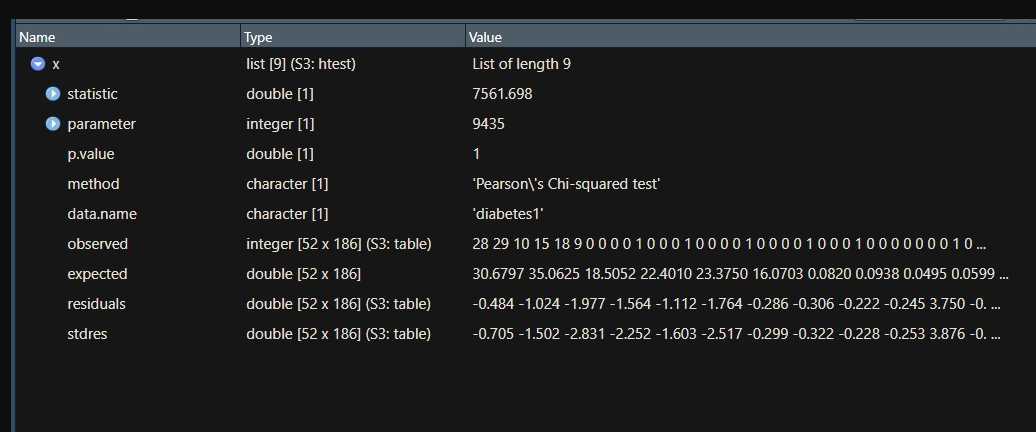 Name Type Value
x list [9] (S3: htest) List of length 9
statistic double [1] 7561.698
parameter integer [1] 9435
p.value double [1] 1
method character [1] 'Pearson\'s Chi-squared test'
data.name character [1] 'diabetes1'
observed integer [52 x 186] (S3: table) 28 29 10 15 18 9 0 0 0 0 1 0 0 0 1 0 0 0 0 1 0 0 0 0 1 0 0 0 1 0 0 0 0 0 0 0 1 0 ...
expected double [52 x 186] 30.6797 35.0625 18.5052 22.4010 23.3750 16.0703 0.0820 0.0938 0.0495 0.0599 ...
residuals double [52 x 186] (S3: table) -0.484 -1.024 -1.977 -1.564 -1.112 -1.764 -0.286 -0.306 -0.222 -0.245 3.750 -0. ...
stdres double [52 x 186] (S3: table) -0.705 -1.502 -2.831 -2.252 -1.603 -2.517 -0.299 -0.322 -0.228 -0.253 3.876 -0. ...